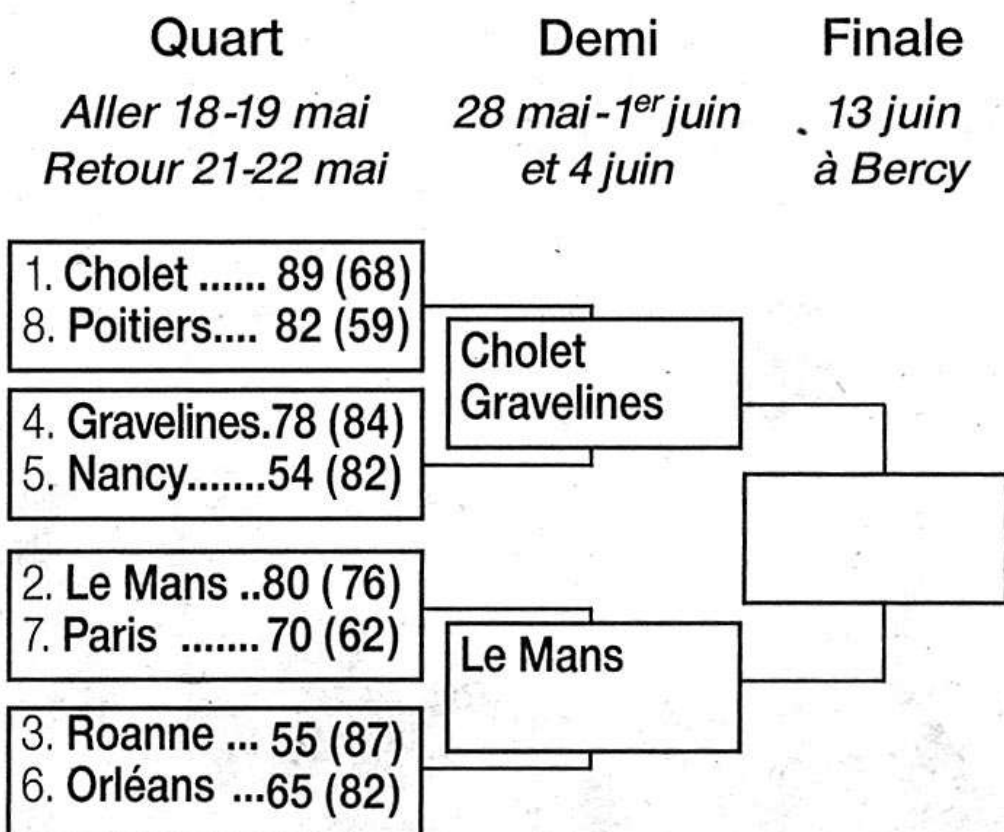 Quart
Aller 18-19 mai
Retour 21-22 mai
Demi
28 mai-1er juin
et 4 juin
Finale
13 juin
à Bercy
1. Cholet ...... 89 (68)
8. Poitiers.... 82 (59)
4. Gravelines.78 (84)
5. Nancy.......54 (82)
2. Le Mans ..80 (76)
7. Paris ....... 70 (62)
3. Roanne ... 55 (87)
6. Orléans ...65 (82)
Cholet
Gravelines
Le Mans